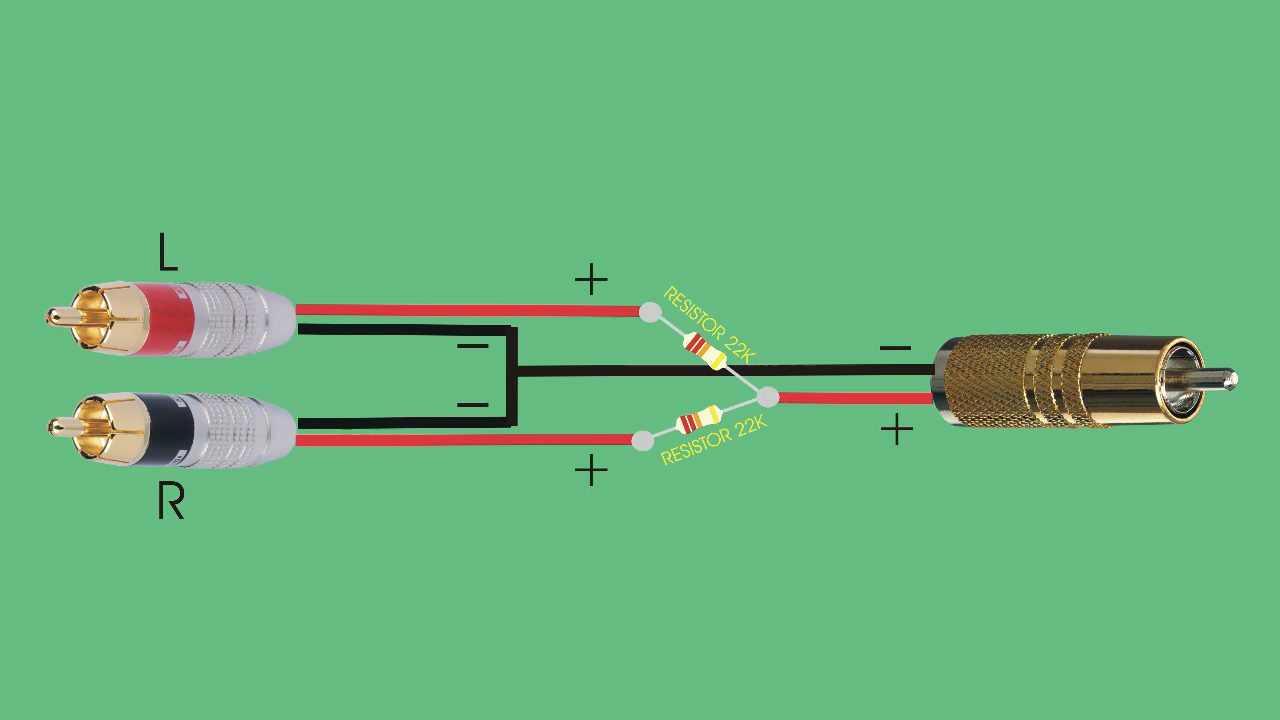 L
+
RESISTOR 22K
−
−
−
+
RESISTOR 22K
+
R